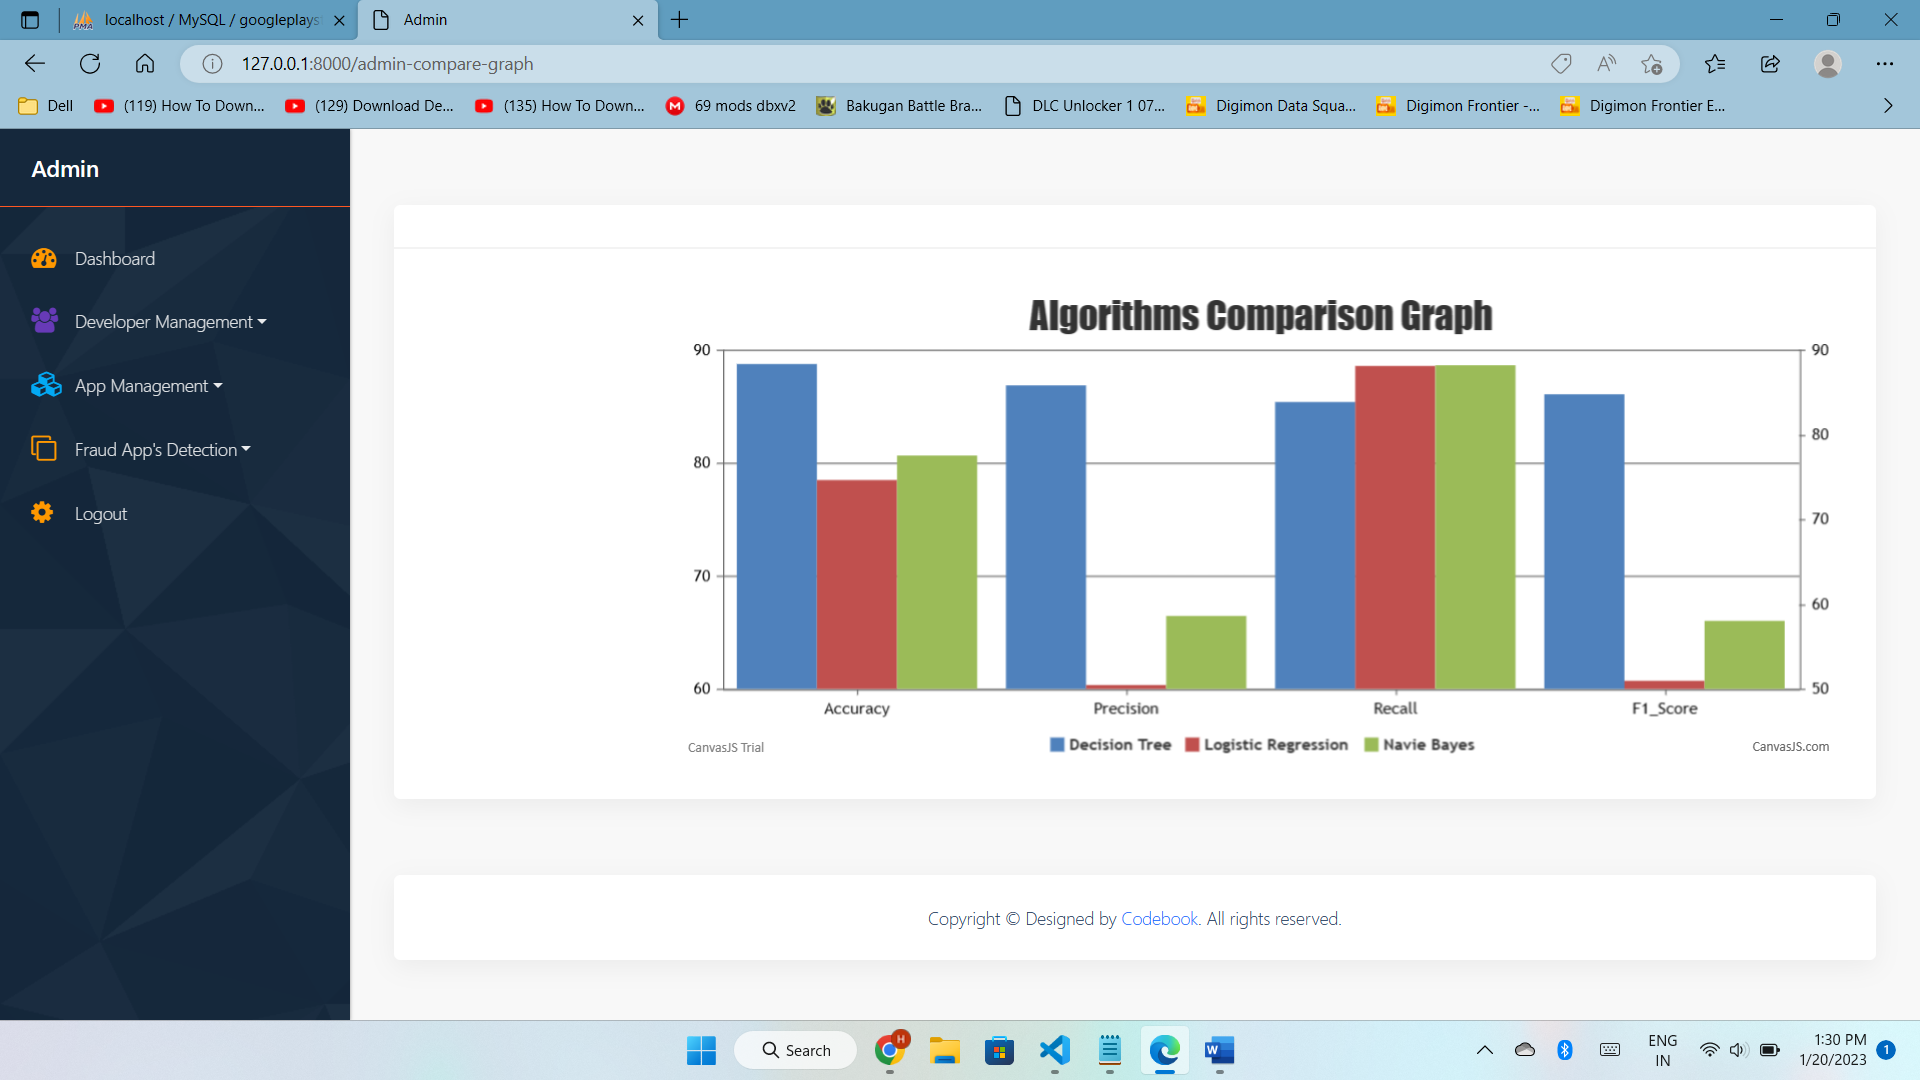 localhost / MySQL / googleplays
Admin
127.0.0.1:8000/admin-compare-graph
Dell
(119) How To Down...
(129) Download De...
(135) How To Down...
69 mods dbxv2
Bakugan Battle Bra...
DLC Unlocker 1 07...
Digimon Data Squa...
Digimon Frontier -...
Digimon Frontier E...
Admin
Dashboard
Developer Management
App Management
Fraud App's Detection
Logout
Algorithms Comparison Graph
90
80
70
60
90
80
70
60
50
Accuracy
Precision
Recall
F1_Score
CanvasJS Trial
Decision Tree
Logistic Regression
Navie Bayes
CanvasJS.com
Copyright © Designed by Codebook. All rights reserved.
Search
H
ENG
IN
1:30 PM
1/20/2023
1